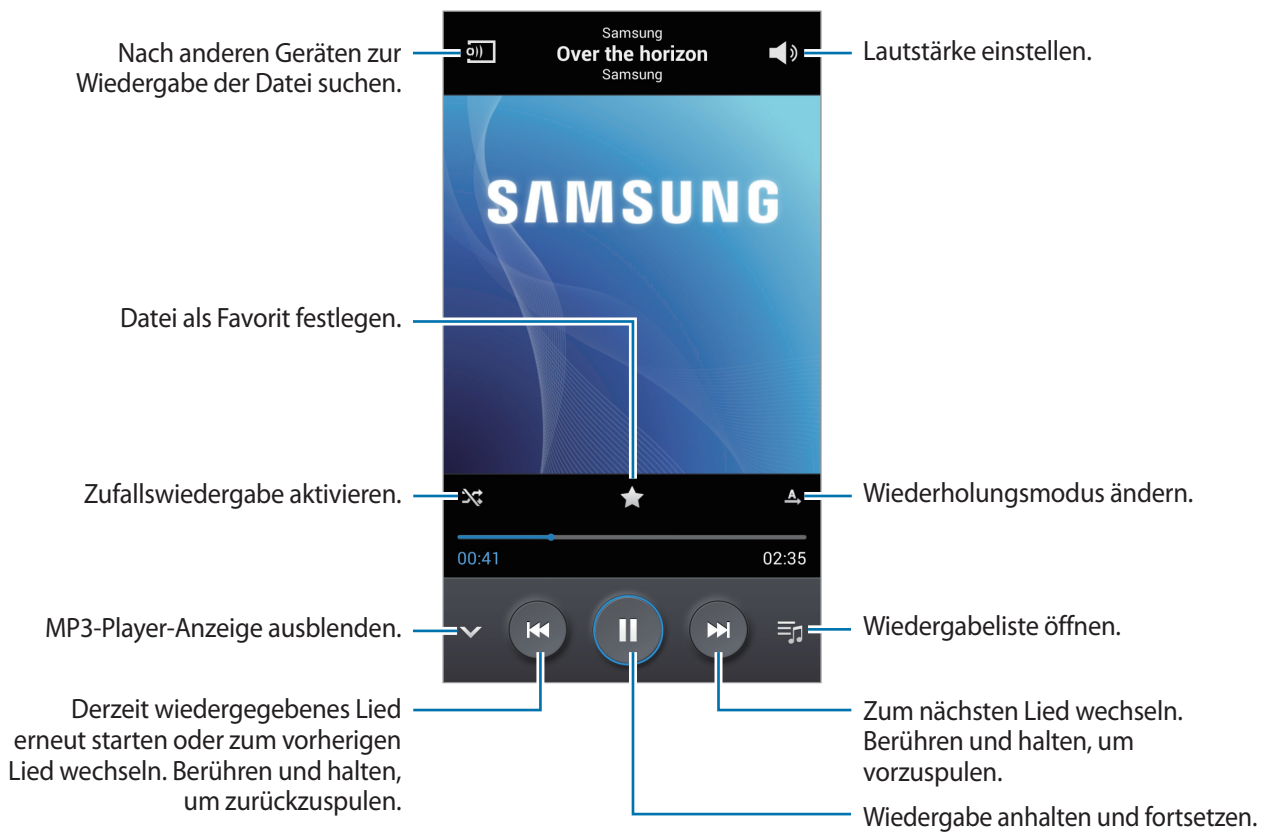 Nach anderen Geräten zur
Wiedergabe der Datei suchen.
Samsung
Over the horizon
Samsung
Lautstärke einstellen.
SAMSUNG
Datei als Favorit festlegen.
Zufallswiedergabe aktivieren.
A
Wiederholungsmodus ändern.
00:41
02:35
MP3-Player-Anzeige ausblenden.
Wiedergabeliste öffnen.
Derzeit wiedergegebenes Lied
erneut starten oder zum vorherigen
Lied wechseln. Berühren und halten,
um zurückzuspulen.
Zum nächsten Lied wechseln.
Berühren und halten, um
vorzuspulen.
Wiedergabe anhalten und fortsetzen.